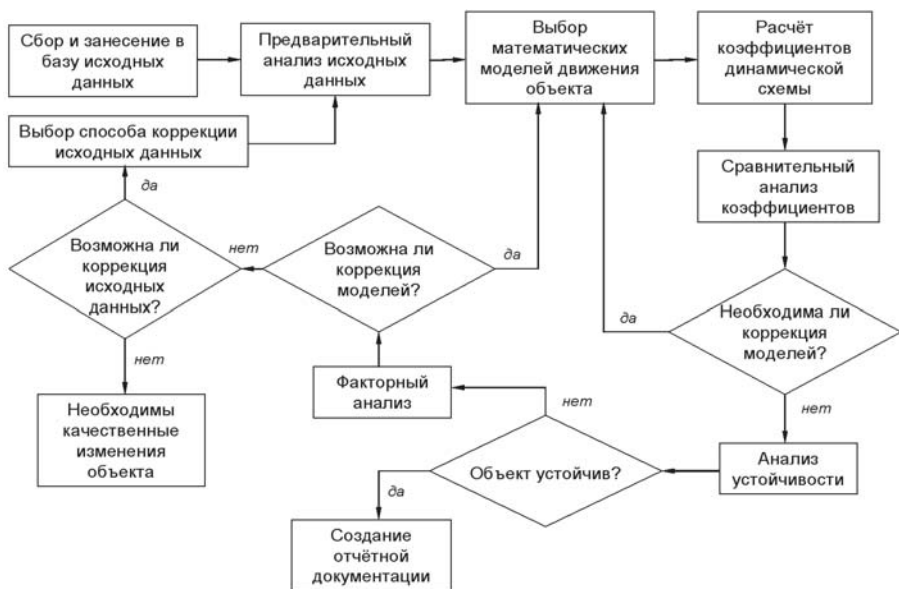 Сбор и занесение в
базу исходных
данных
Предварительный
анализ исходных
данных
Выбор
математических
моделей движения
объекта
Расчёт
коэффициентов
динамической
схемы
Выбор способа коррекции
исходных данных
Сравнительный
анализ
коэффициентов
да
Возможна ли
коррекция
исходных
данных?
нет
Возможна ли
коррекция
моделей?
да
да
Необходима ли
коррекция
моделей?
нет
Факторный
анализ
нет
нет
Необходимы
качественные
изменения
объекта
Объект устойчив?
Анализ
устойчивости
да
Создание
отчётной
документации